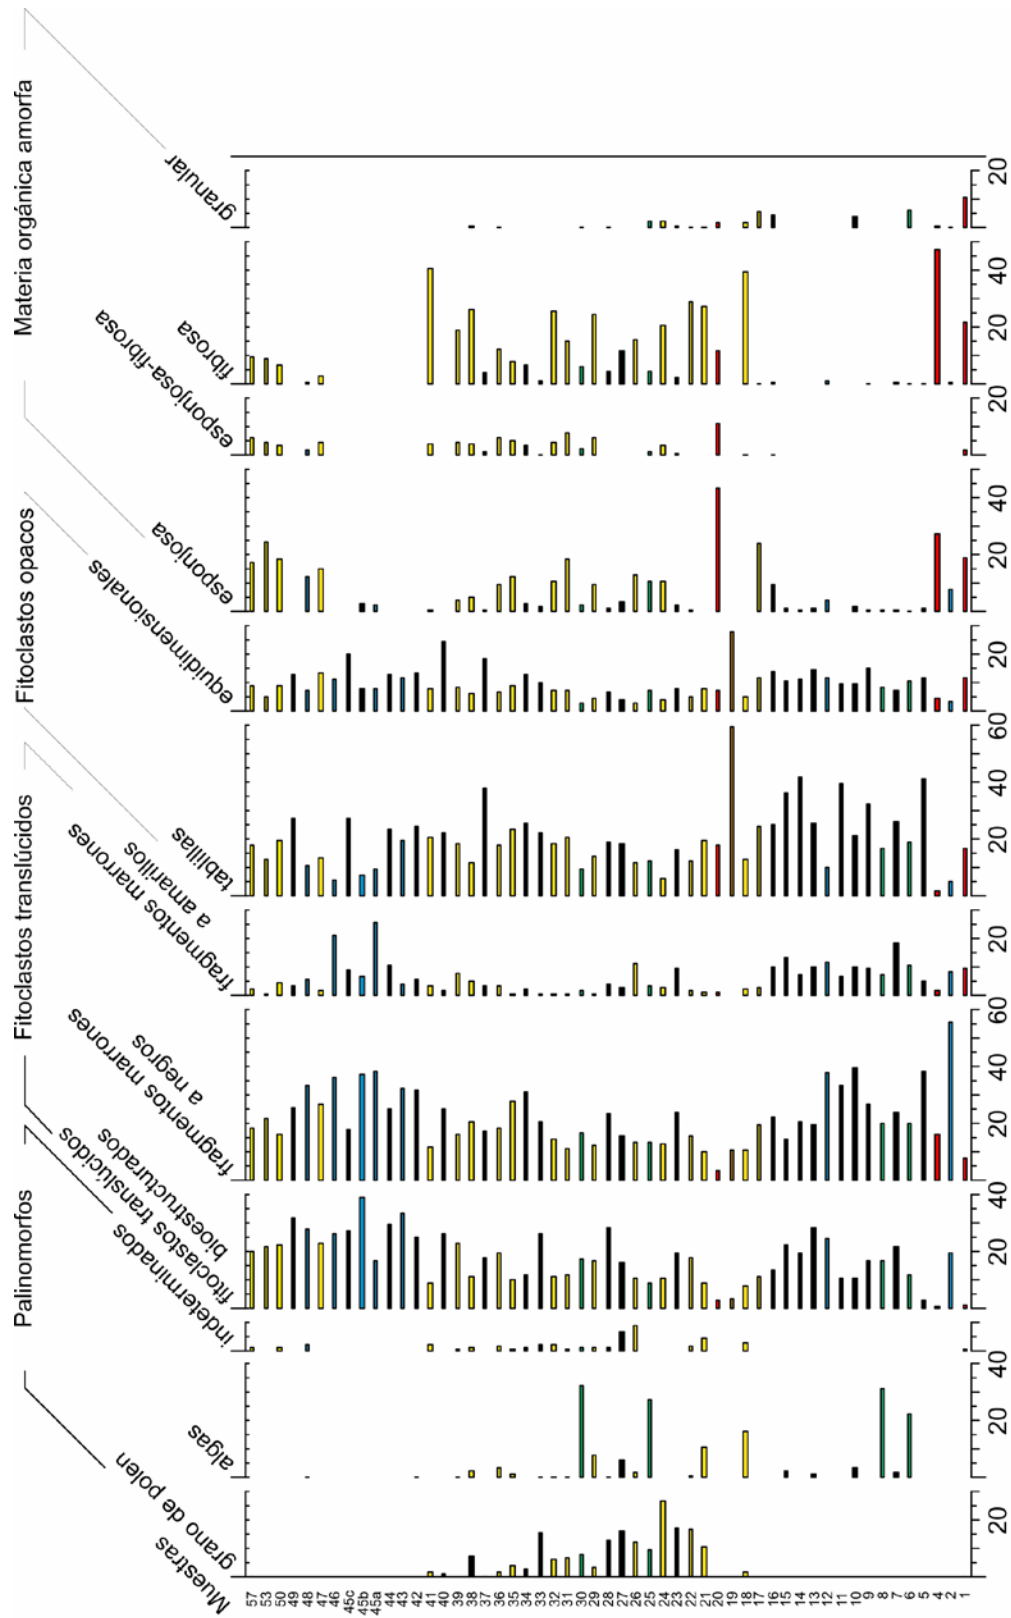 Palinomorfos
Fitoclastos translúcidos
Fitoclastos opacos
Materia orgánica amorfa
Muestras
grano de polen
algas
indeterminados
fitoclastos translúcidos
bioestructurados
fragmentos marrones
a negros
fragmentos marrones
a amarillos
tablillas
equidimensionales
esponjosa
esponjosa-fibrosa
fibrosa
granular
57
53
50
49
48
47
46
45c
45b
45a
44
43
42
41
40
39
38
37
36
35
34
33
32
31
30
29
28
27
26
25
24
23
22
21
20
19
18
17
16
15
14
13
12
11
10
9
8
7
6
5
4
2
1
20
20 40
20 40
20 40 60
20
20 40 60
20
20 40
20
20 40
20